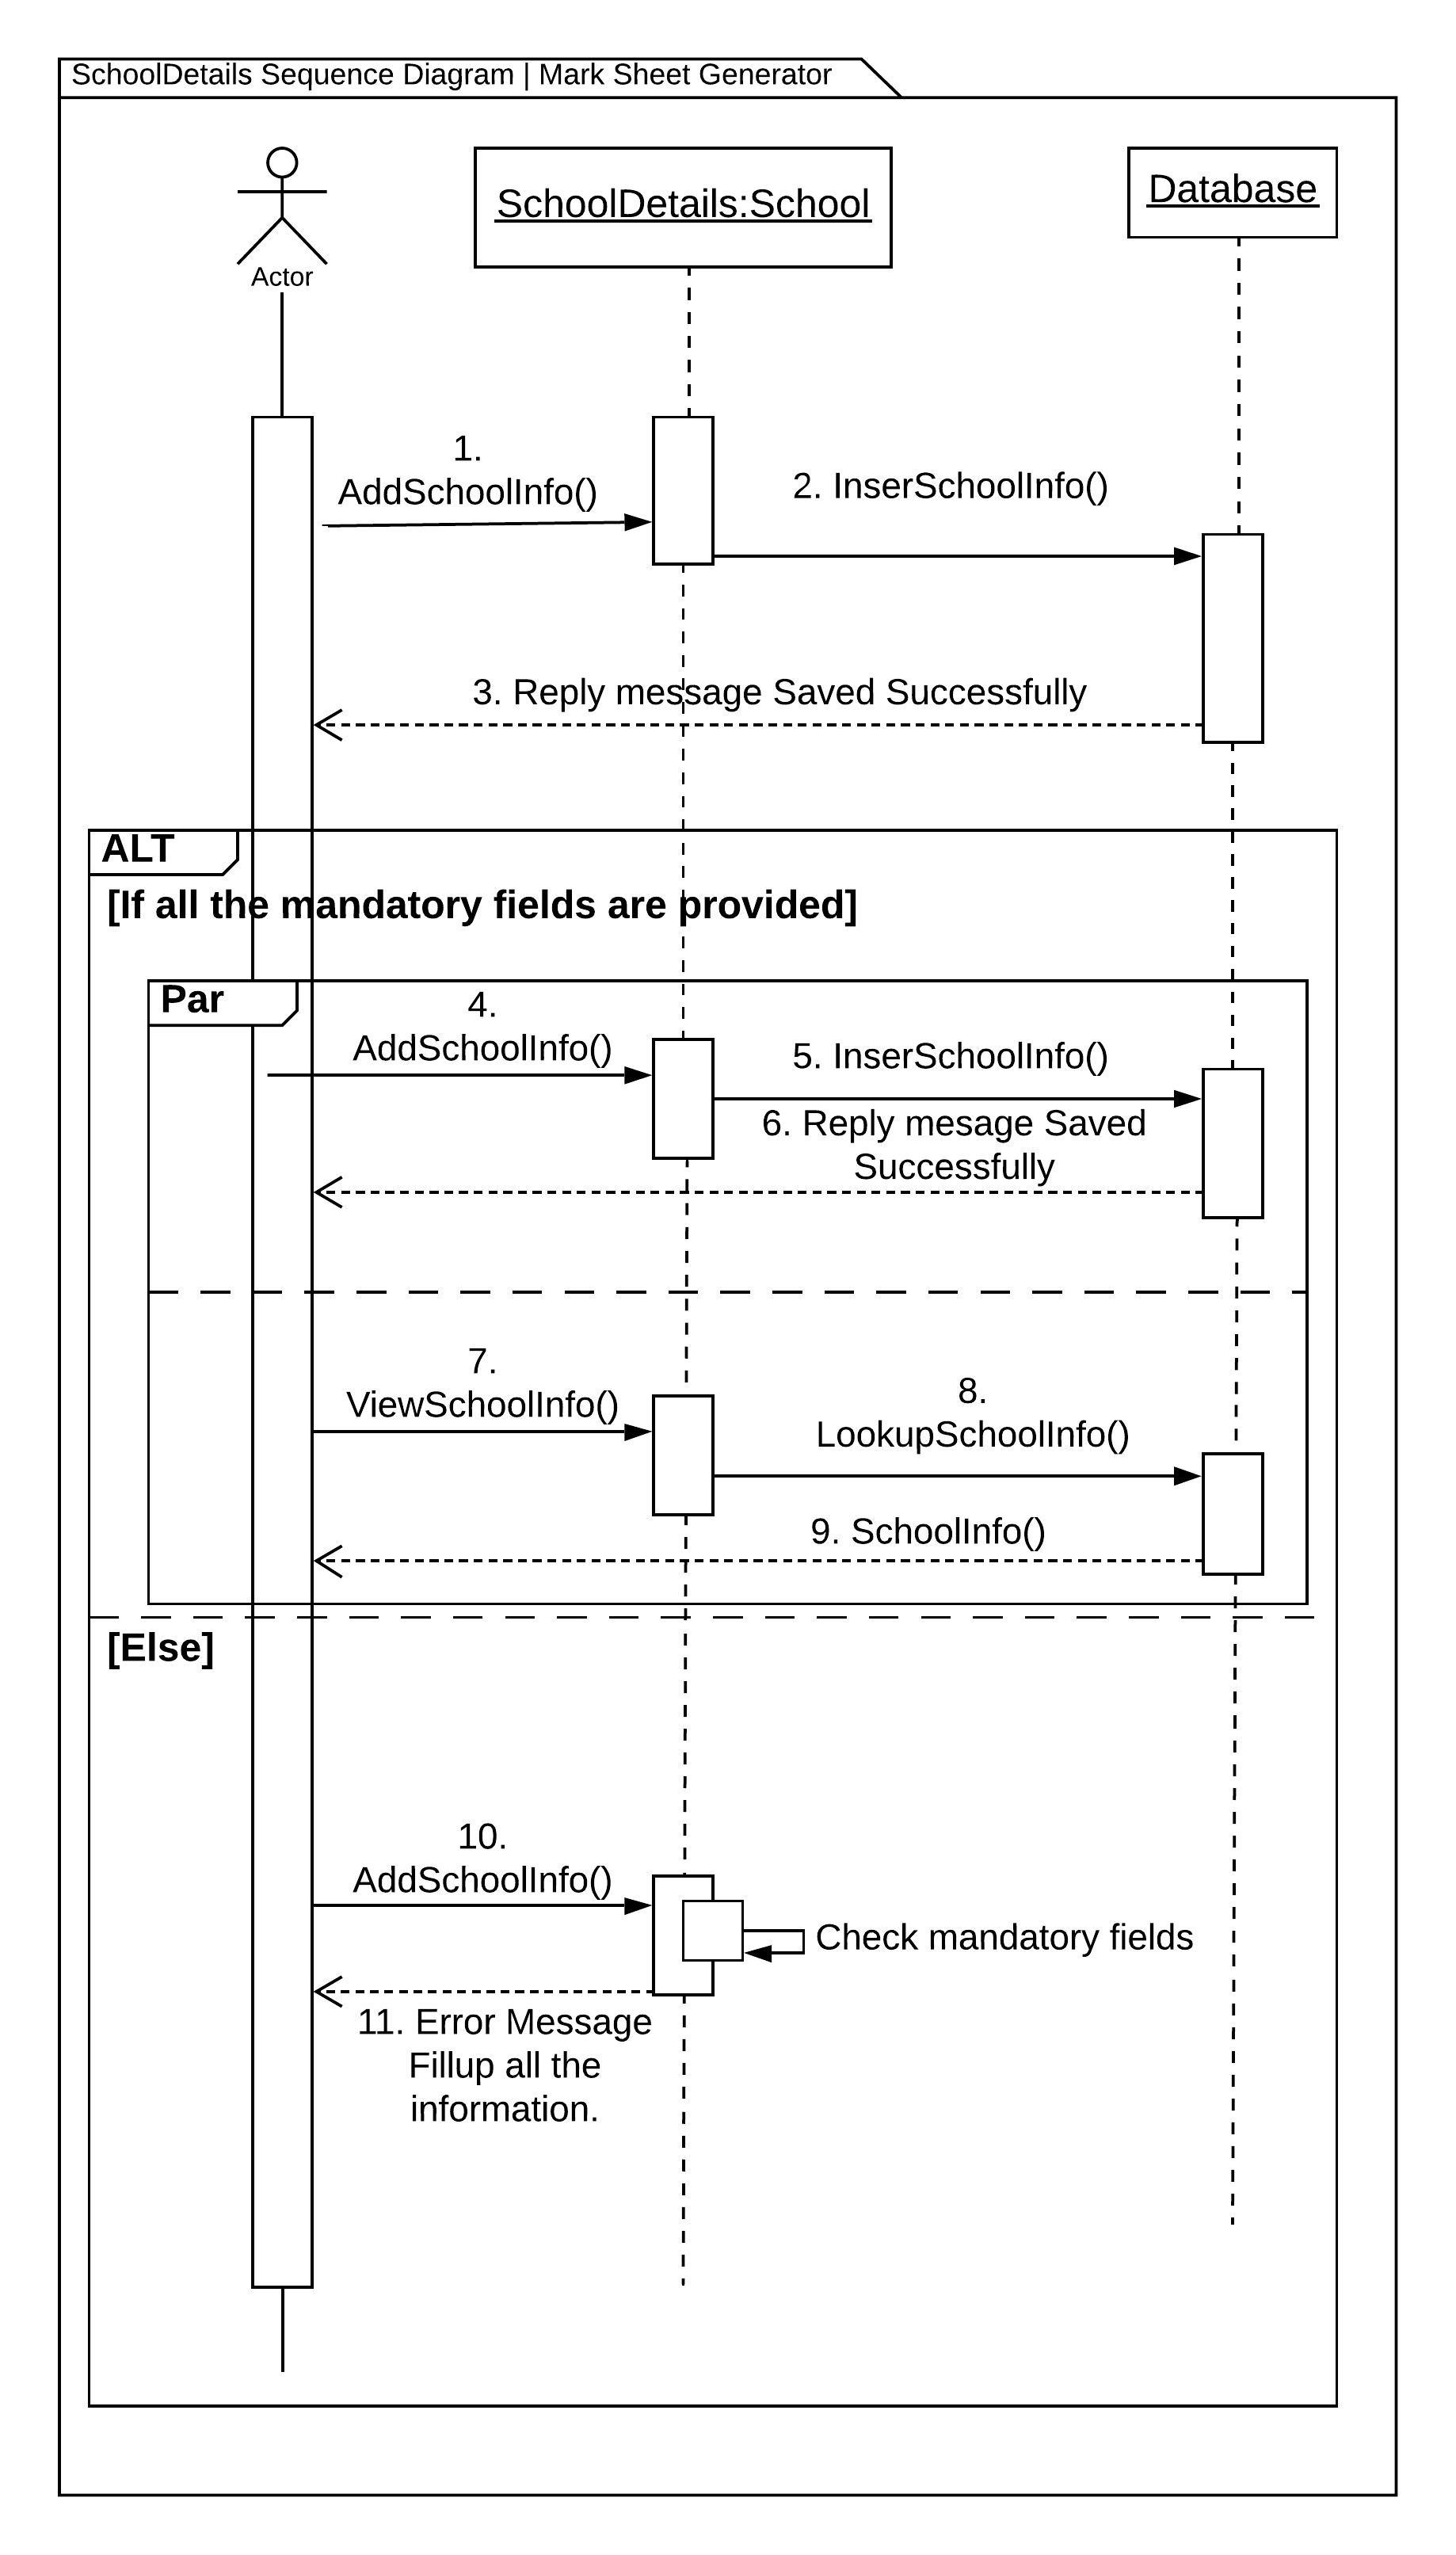 SchoolDetails Sequence Diagram | Mark Sheet Generator
Actor
SchoolDetails:School
Database
1.
AddSchoolInfo()
2. InserSchoolInfo()
3. Reply message Saved Successfully
ALT
[If all the mandatory fields are provided]
Par
4.
AddSchoolInfo()
5. InserSchoolInfo()
6. Reply mesage Saved
Successfully
7.
ViewSchoolInfo()
8.
LookupSchoolInfo()
9. SchoolInfo()
[Else]
10.
AddSchoolInfo()
Check mandatory fields
11. Error Message
Fillup all the
information.